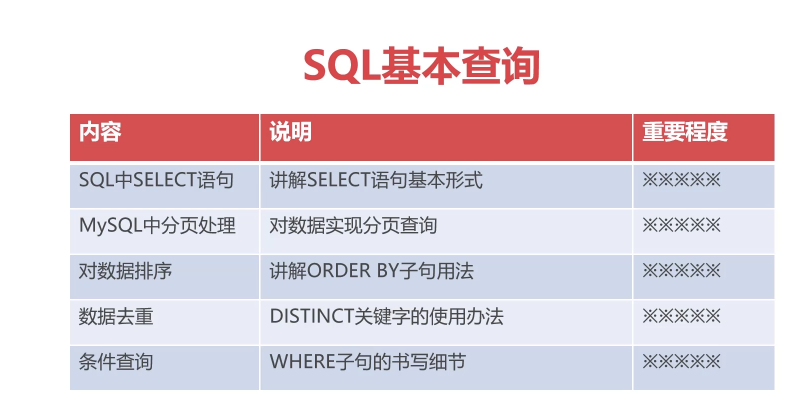 SQL基本查询
内容 说明 重要程度
SQL中SELECT语句 讲解SELECT语句基本形式 ※※※※※
MySQL中分页处理 对数据实现分页查询 ※※※※※
对数据排序 讲解ORDER BY子句用法 ※※※※※
数据去重 DISTINCT关键字的使用办法 ※※※※※
条件查询 WHERE子句的书写细节 ※※※※※